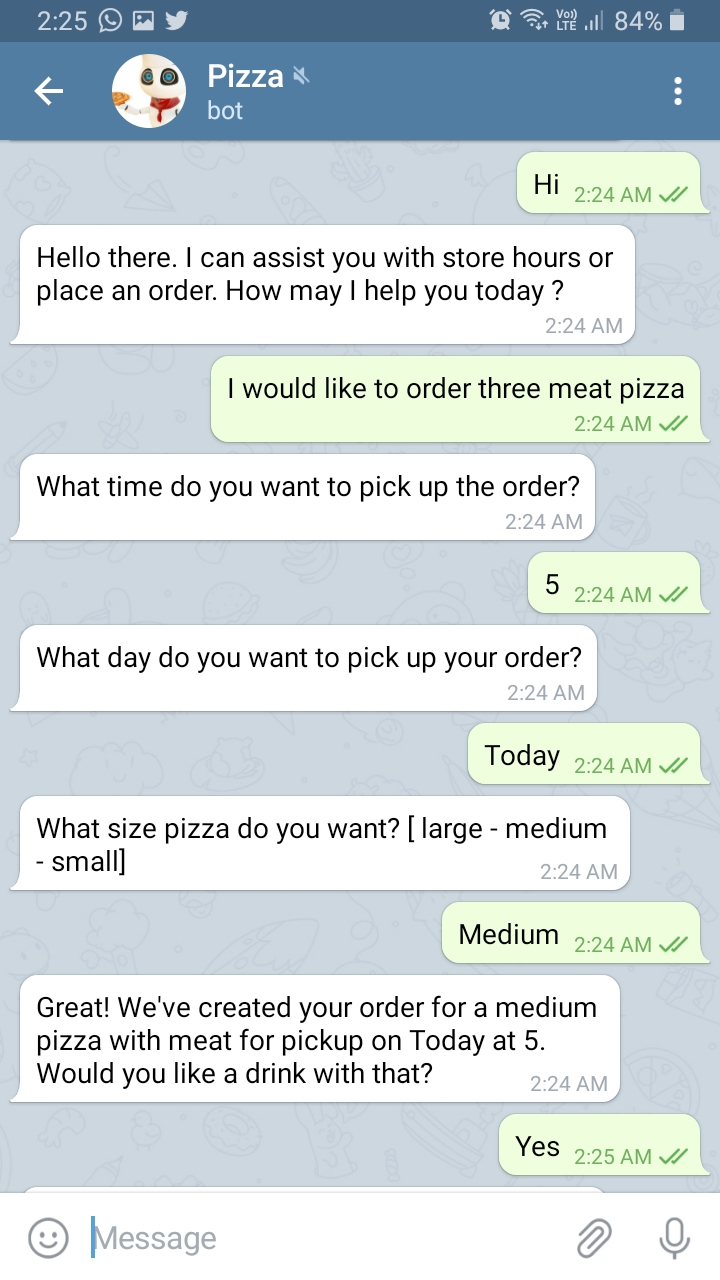 2:25 Vo)) LTE 84%
Pizza
bot
Hi 2:24 AM
Hello there. I can assist you with store hours or
place an order. How may I help you today ?
2:24 AM
I would like to order three meat pizza
2:24 AM
What time do you want to pick up the order?
2:24 AM
5 2:24 AM
What day do you want to pick up your order?
2:24 AM
Today 2:24 AM
What size pizza do you want? [ large - medium
- small] 2:24 AM
Medium 2:24 AM
Great! We've created your order for a medium
pizza with meat for pickup on Today at 5.
Would you like a drink with that? 2:24 AM
Yes 2:25 AM
Message